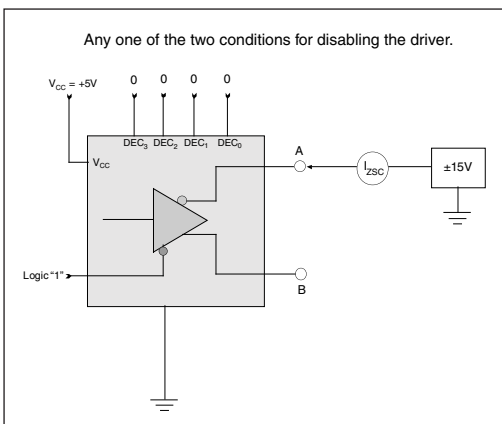 Any one of the two conditions for disabling the driver.
V_CC = +5V
0 0 0 0
DEC_3 DEC_2 DEC_1 DEC_0
V_CC
A
I_ZSC
±15V
Logic “1”
B